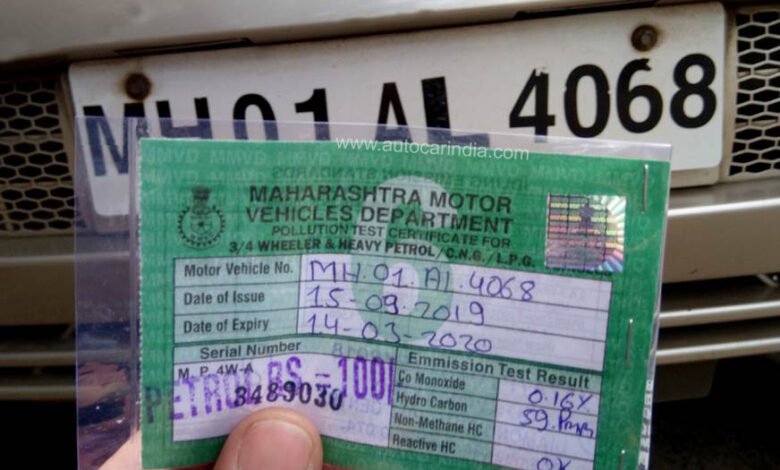 MH 01 AL 4068
www.autocarindia.com
MAHARASHTRA MOTOR
VEHICLES DEPARTMENT
POLLUTION TEST CERTIFICATE FOR
3/4 WHEELER & HEAVY PETROL / C.N.G. / L.P.G.
Motor Vehicle No. MH.01.AL.4068
Date of Issue 15-09-2019
Date of Expiry 14-03-2020
Serial Number
M. P. 4W-A
PETROL RS - 100/
8489030
Emmission Test Result
Co Monoxide 0.16%
Hydro Carbon 59.PPM
Non-Methane HC
Reactive HC OK